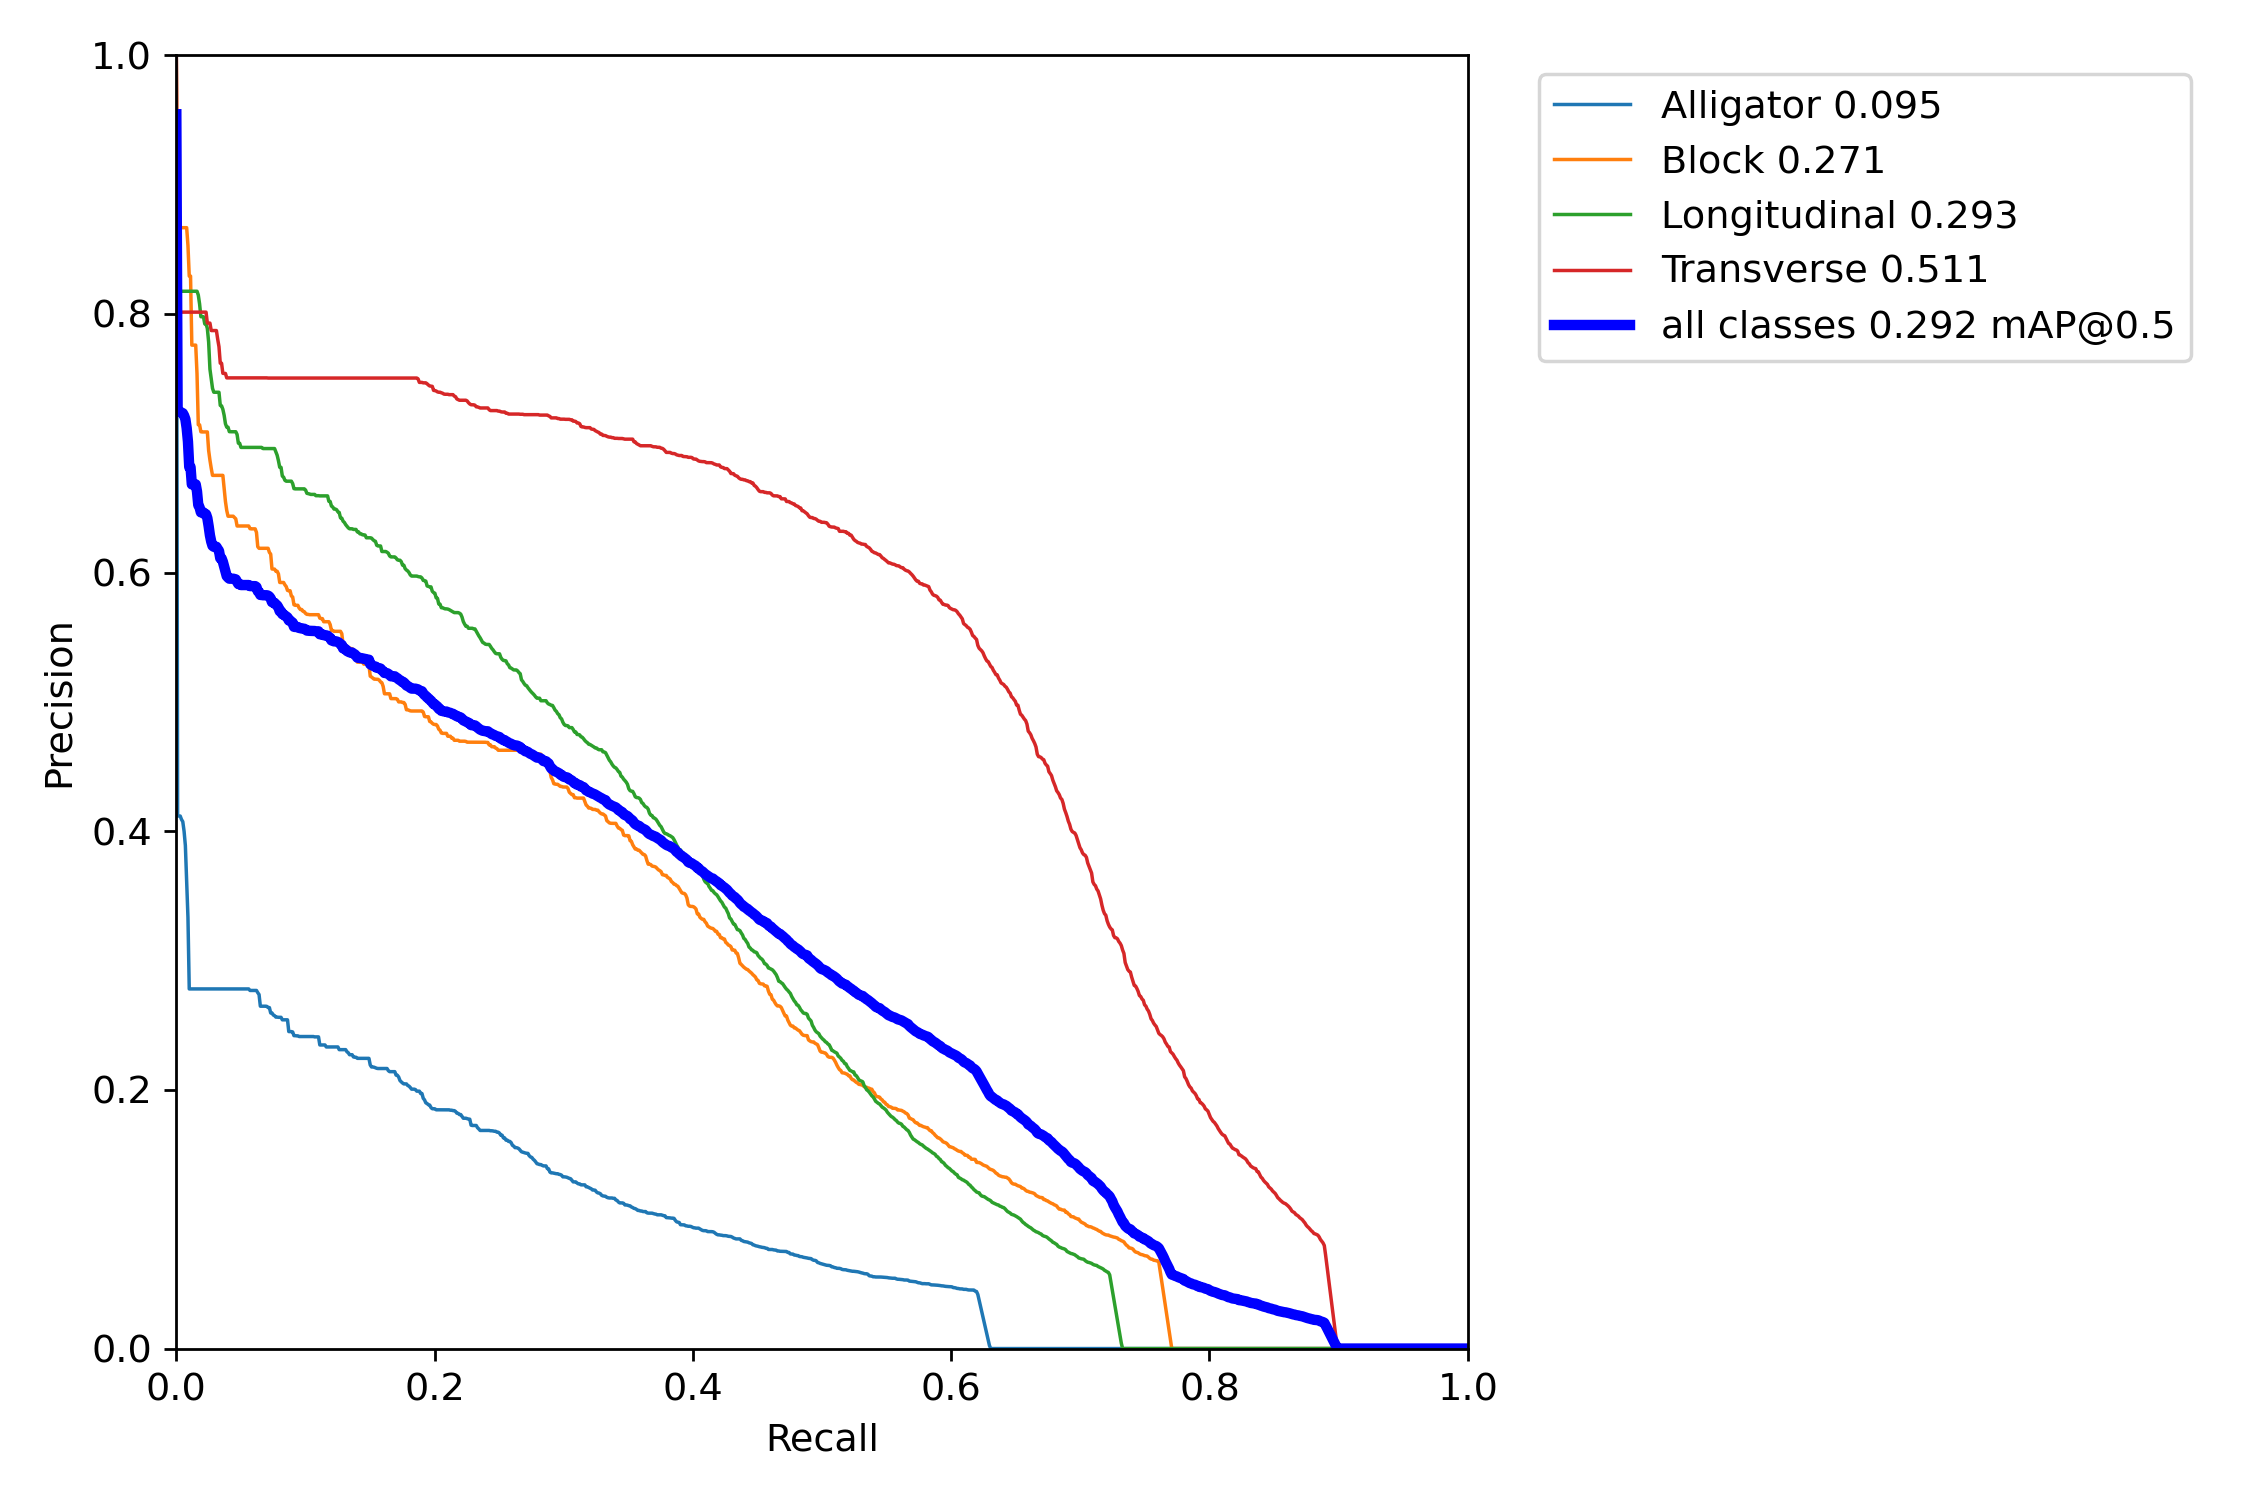 1.0
0.8
0.6
0.4
0.2
0.0
Precision
0.0 0.2 0.4 0.6 0.8 1.0
Recall
Alligator 0.095
Block 0.271
Longitudinal 0.293
Transverse 0.511
all classes 0.292 mAP@0.5